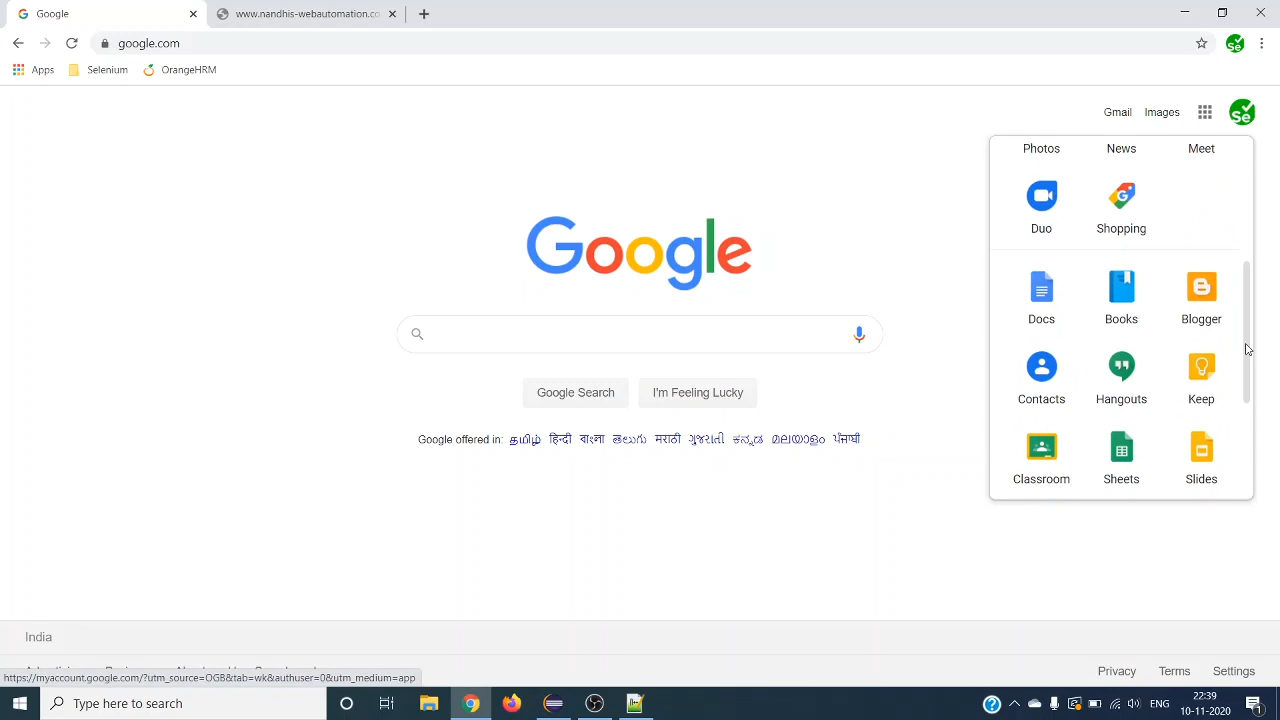 Google
www.nandhis-webautomation.co
google.com
Se
Apps
Selenium
OrangeHRM
Gmail
Images
Se
Photos
News
Meet
Duo
Shopping
Google
Docs
Books
Blogger
Contacts
Hangouts
Keep
Google Search
I'm Feeling Lucky
Google offered in: தமிழ் हिन्दी বাংলা తెలుగు मराठी ગુજરાતી ಕನ್ನಡ മലയാളം ਪੰਜਾਬੀ
Classroom
Sheets
Slides
India
Privacy
Terms
Settings
https://myaccount.google.com/?utm_source=OGB&tab=wk&authuser=0&utm_medium=app
Type here to search
ENG
22:39
10-11-2020